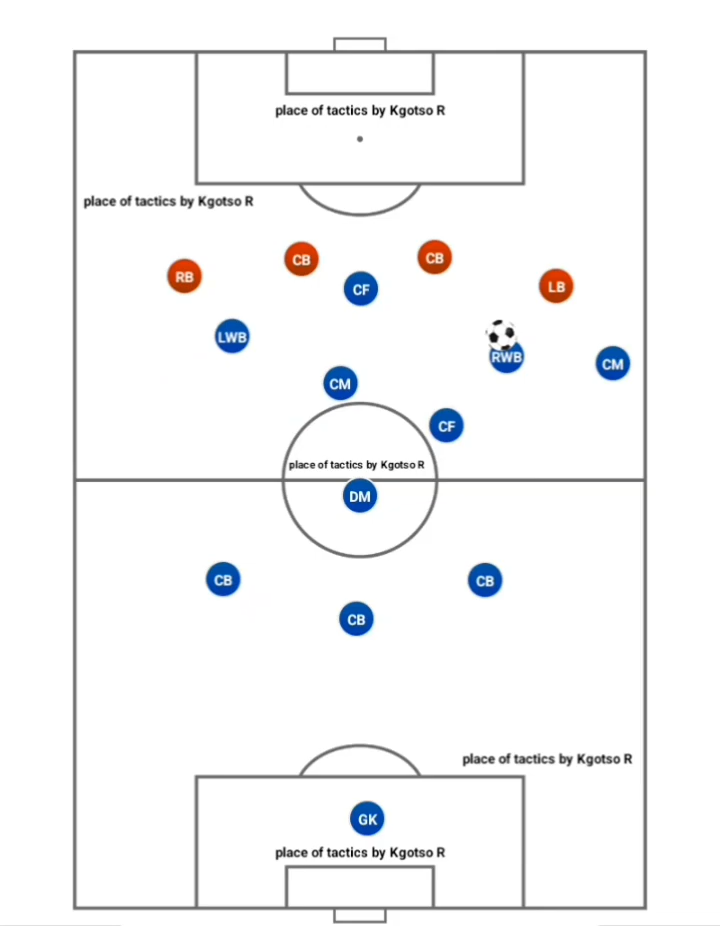 place of tactics by Kgotso R
place of tactics by Kgotso R
CB
CB
RB
CF
LB
LWB
RWB
CM
CM
CF
place of tactics by Kgotso R
DM
CB
CB
CB
place of tactics by Kgotso R
GK
place of tactics by Kgotso R